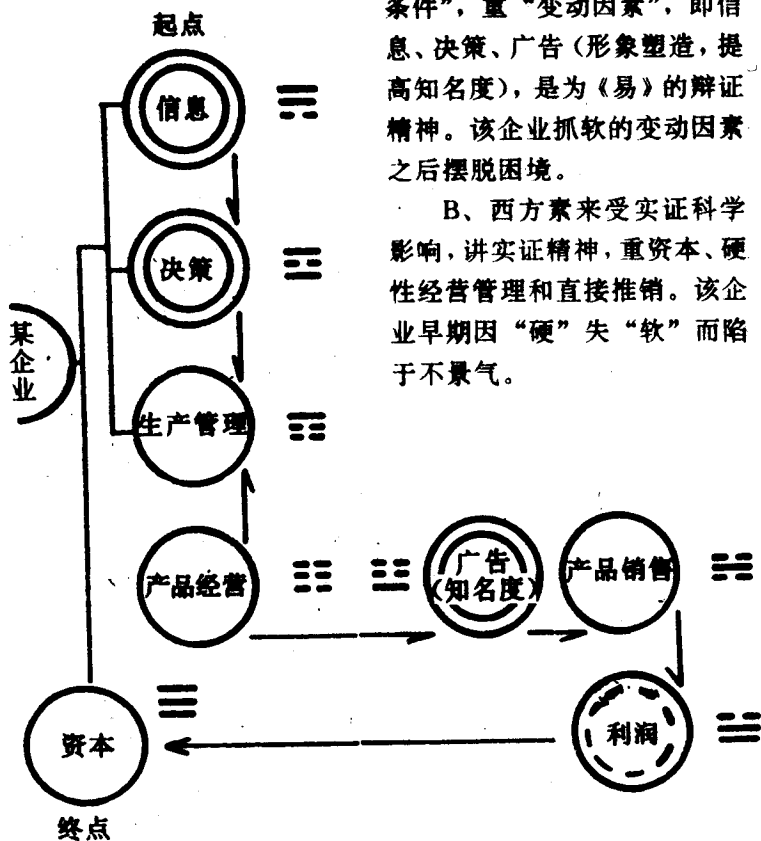 条件”，重“变动因素”，即信
息、决策、广告（形象塑造，提
高知名度），是为《易》的辩证
精神。该企业抓软的变动因素
之后摆脱困境。
B、西方素来受实证科学
影响，讲实证精神，重资本、硬
性经营管理和直接推销。该企
业早期因“硬”失“软”而陷
于不景气。
起点
信息
决策
某企业
生产管理
产品经营
广告
（知名度）
产品销售
利润
资本
终点